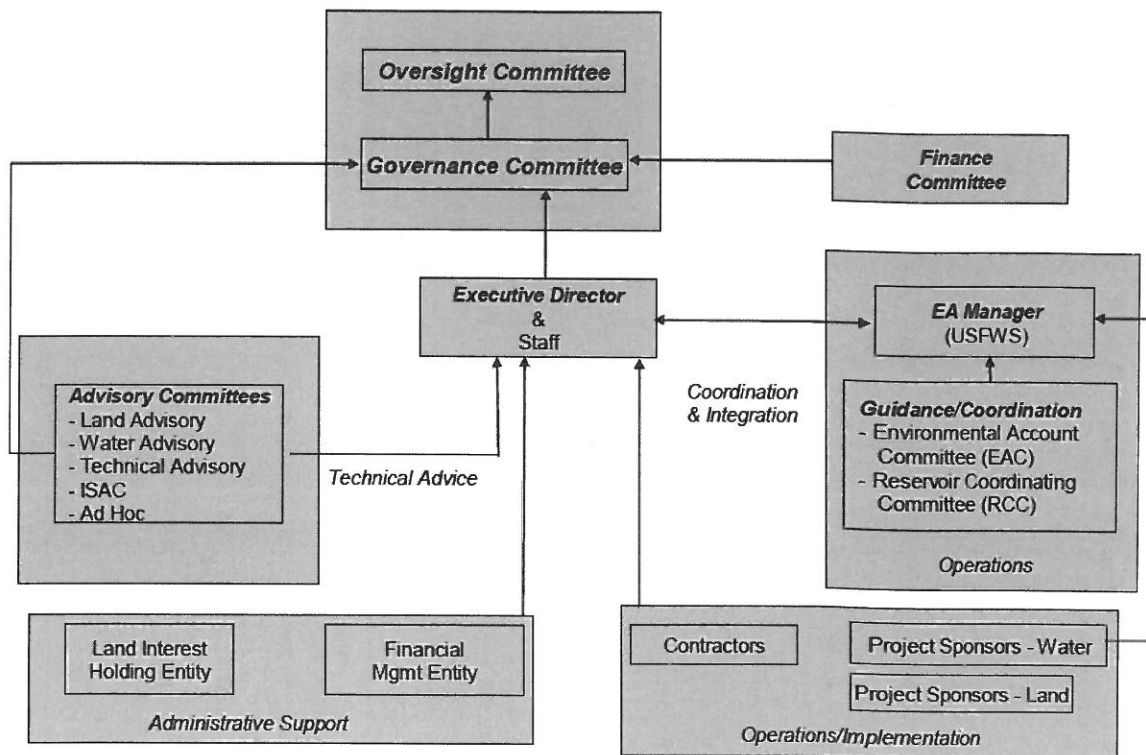 Oversight Committee
Governance Committee
Finance
Committee
Executive Director
&
Staff
EA Manager
(USFWS)
Coordination
& Integration
Guidance/Coordination
- Environmental Account
Committee (EAC)
- Reservoir Coordinating
Committee (RCC)
Operations
Advisory Committees
- Land Advisory
- Water Advisory
- Technical Advisory
- ISAC
- Ad Hoc
Technical Advice
Land Interest
Holding Entity
Financial
Mgmt Entity
Administrative Support
Contractors
Project Sponsors - Water
Project Sponsors - Land
Operations/Implementation